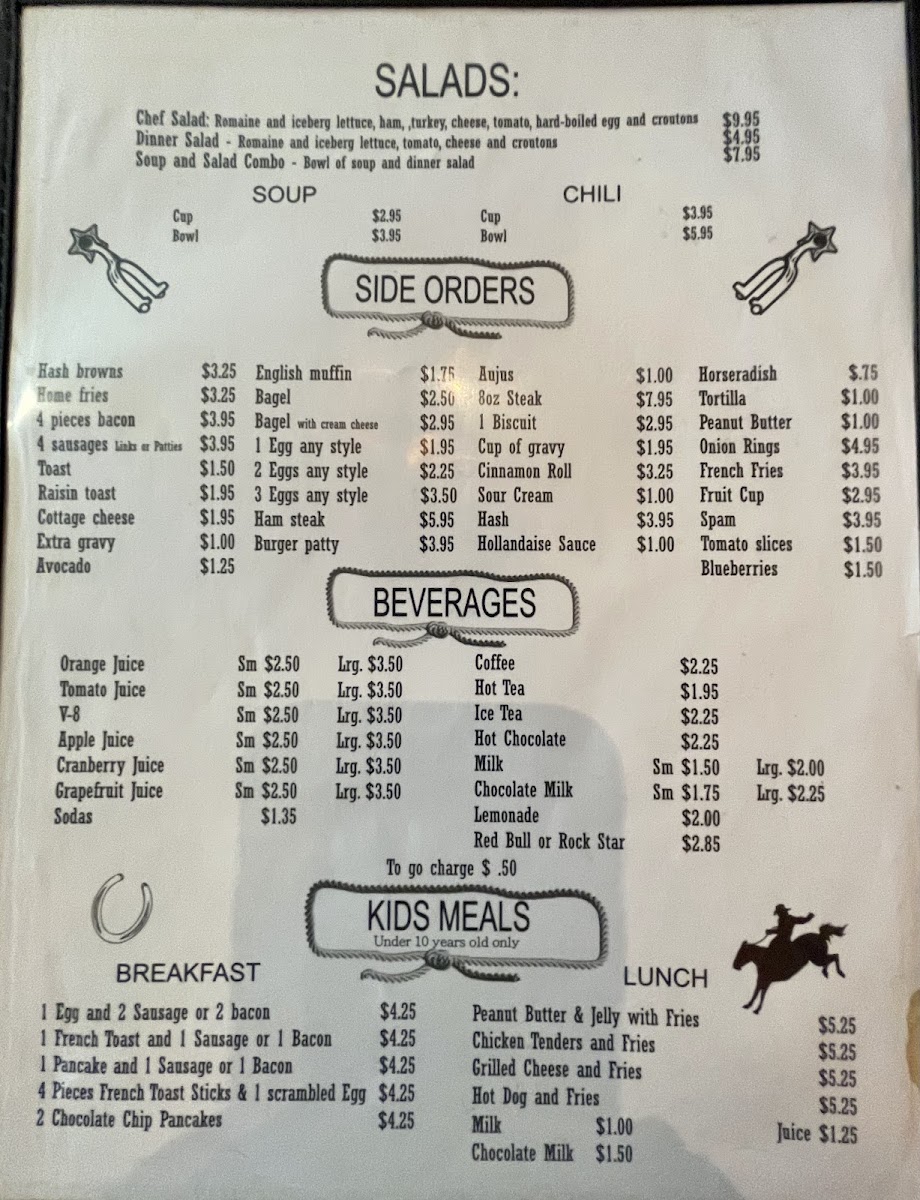 SALADS:
Chef Salad: Romaine and iceberg lettuce, ham, ,turkey, cheese, tomato, hard-boiled egg and croutons $9.95
Dinner Salad - Romaine and iceberg lettuce, tomato, cheese and croutons $4.95
Soup and Salad Combo - Bowl of soup and dinner salad $7.95
SOUP CHILI
Cup $2.95 Cup $3.95
Bowl $3.95 Bowl $5.95
SIDE ORDERS
Hash browns $3.25 English muffin $1.75 Aujus $1.00 Horseradish $.75
Home fries $3.25 Bagel $2.50 8oz Steak $7.95 Tortilla $1.00
4 pieces bacon $3.95 Bagel with cream cheese $2.95 1 Biscuit $2.95 Peanut Butter $1.00
4 sausages Links or Patties $3.95 1 Egg any style $1.95 Cup of gravy $1.95 Onion Rings $4.95
Toast $1.50 2 Eggs any style $2.25 Cinnamon Roll $3.25 French Fries $3.95
Raisin toast $1.95 3 Eggs any style $3.50 Sour Cream $1.00 Fruit Cup $2.95
Cottage cheese $1.95 Ham steak $5.95 Hash $3.95 Spam $3.95
Extra gravy $1.00 Burger patty $3.95 Hollandaise Sauce $1.00 Tomato slices $1.50
Avocado $1.25 Blueberries $1.50
BEVERAGES
Orange Juice Sm $2.50 Lrg. $3.50 Coffee $2.25
Tomato Juice Sm $2.50 Lrg. $3.50 Hot Tea $1.95
V-8 Sm $2.50 Lrg. $3.50 Ice Tea $2.25
Apple Juice Sm $2.50 Lrg. $3.50 Hot Chocolate $2.25
Cranberry Juice Sm $2.50 Lrg. $3.50 Milk Sm $1.50 Lrg. $2.00
Grapefruit Juice Sm $2.50 Lrg. $3.50 Chocolate Milk Sm $1.75 Lrg. $2.25
Sodas $1.35 Lemonade $2.00
Red Bull or Rock Star $2.85
To go charge $ .50
KIDS MEALS
Under 10 years old only
BREAKFAST LUNCH
1 Egg and 2 Sausage or 2 bacon $4.25 Peanut Butter & Jelly with Fries $5.25
1 French Toast and 1 Sausage or 1 Bacon $4.25 Chicken Tenders and Fries $5.25
1 Pancake and 1 Sausage or 1 Bacon $4.25 Grilled Cheese and Fries $5.25
4 Pieces French Toast Sticks & 1 scrambled Egg $4.25 Hot Dog and Fries $5.25
2 Chocolate Chip Pancakes $4.25 Milk $1.00 Juice $1.25
Chocolate Milk $1.50